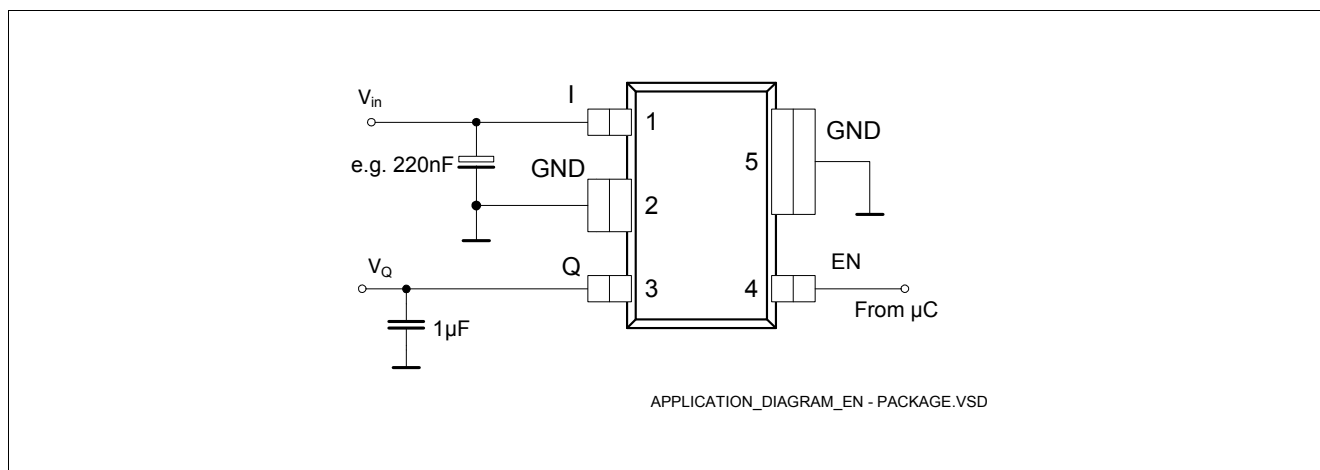 I
V_in
1
GND
5
e.g. 220nF
GND
2
EN
V_Q
Q
3
4
From µC
1µF
APPLICATION_DIAGRAM_EN - PACKAGE.VSD